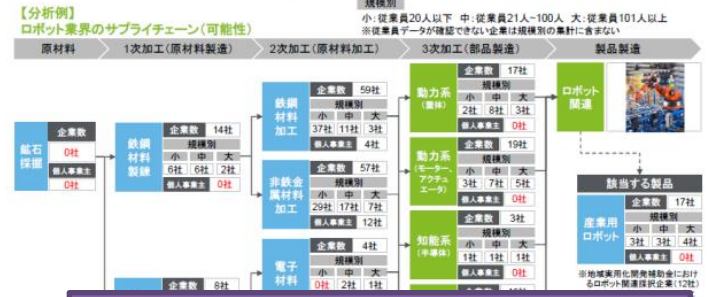 【分析例】
ロボット業界のサプライチェーン(可能性)
規模別
小:従業員20人以下 中:従業員21人~100人 大:従業員101人以上
※従業員データが確認できない企業は規模別の集計に含まない
原材料
1次加工(原材料製造)
2次加工(原材料加工)
3次加工(部品製造)
製品製造
鉱石
採掘
企業数
0社
個人事業主
0社
鉄鋼
材料
製錬
企業数 14社
規模別
小 中 大
6社 6社 2社
個人事業主 0社
企業数 8社
鉄鋼
材料
加工
企業数 59社
規模別
小 中 大
37社 11社 3社
個人事業主 4社
非鉄金
属材料
加工
企業数 57社
規模別
小 中 大
29社 17社 7社
個人事業主 12社
電子
材料
企業数 4社
規模別
小 中 大
0社 2社 1社
動力系
(筐体)
企業数 17社
規模別
小 中 大
2社 8社 3社
個人事業主 0社
動力系
(モーター、
アクチュ
エータ)
企業数 19社
規模別
小 中 大
3社 7社 5社
個人事業主 0社
知能系
(半導体)
企業数 3社
規模別
小 中 大
1社 1社 1社
個人事業主 0社
ロボット
関連
該当する製品
産業用
ロボット
企業数 17社
規模別
小 中 大
3社 3社 4社
個人事業主 0社
※地域実用化開発補助金におけ
るロボット関連採択企業(12社)